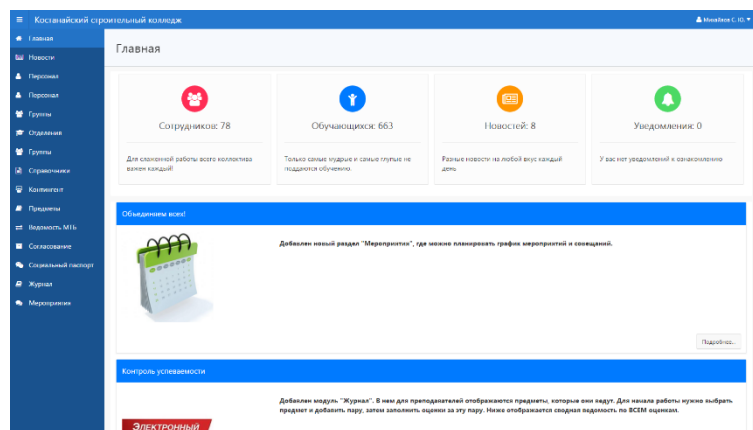 Костанайский строительный колледж
Михайлов С. Ю.
Главная
Новости
Персонал
Персонал
Группы
Отделения
Группы
Справочники
Контингент
Предметы
Ведомость МТБ
Согласование
Социальный паспорт
Журнал
Мероприятия
Главная
Сотрудников: 78
Для слаженной работы всего коллектива
важен каждый!
Обучающихся: 663
Только самые мудрые и самые глупые не
поддаются обучению.
Новостей: 8
Разные новости на любой вкус каждый
день
Уведомления: 0
У вас нет уведомлений к ознакомлению
Объединяем всех!
Добавлен новый раздел "Мероприятия", где можно планировать график мероприятий и совещаний.
Подробнее..
Контроль успеваемости
Добавлен модуль "Журнал". В нем для преподавателей отображаются предметы, которые они ведут. Для начала работы нужно выбрать
предмет и добавить пару, затем заполнить оценки за эту пару. Ниже отображается сводная ведомость по ВСЕМ оценкам.
ЭЛЕКТРОННЫЙ